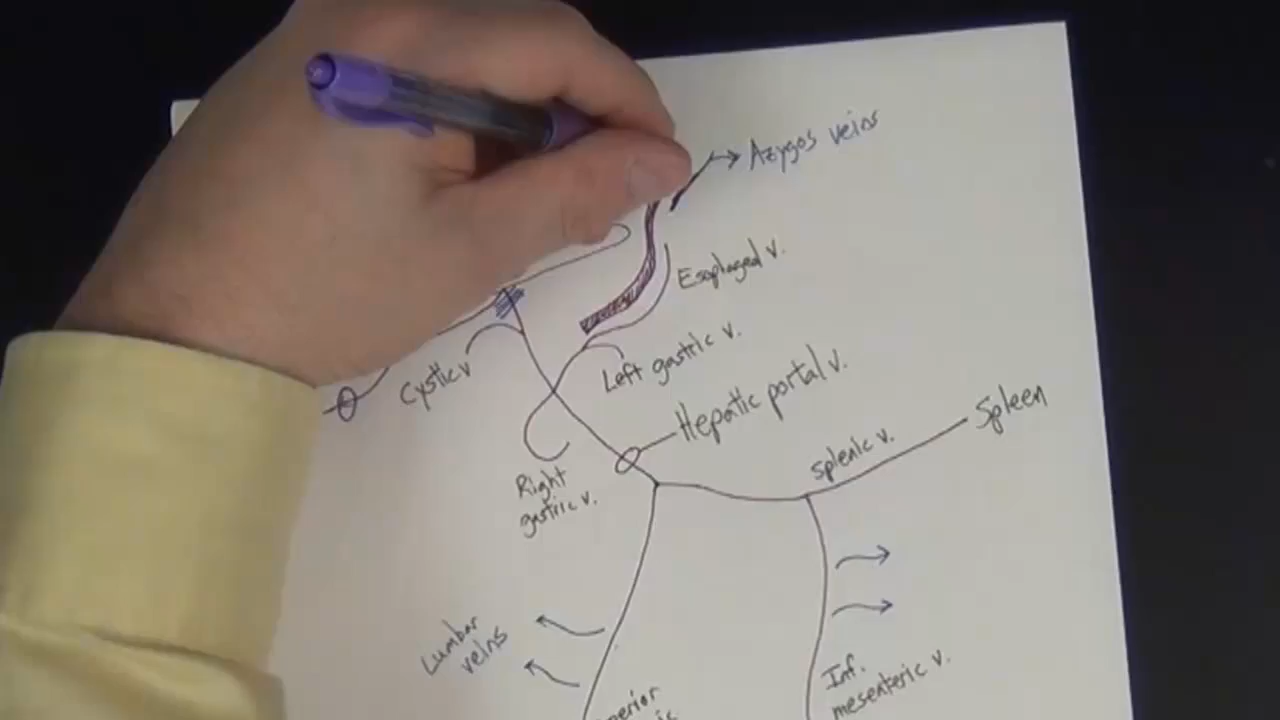 Azygos veins
Esophageal v.
Left gastric v.
Cystic v
Hepatic portal v.
Spleen
splenic v.
Right
gastric v.
Lumbar
veins
Inf.
mesenteric v.